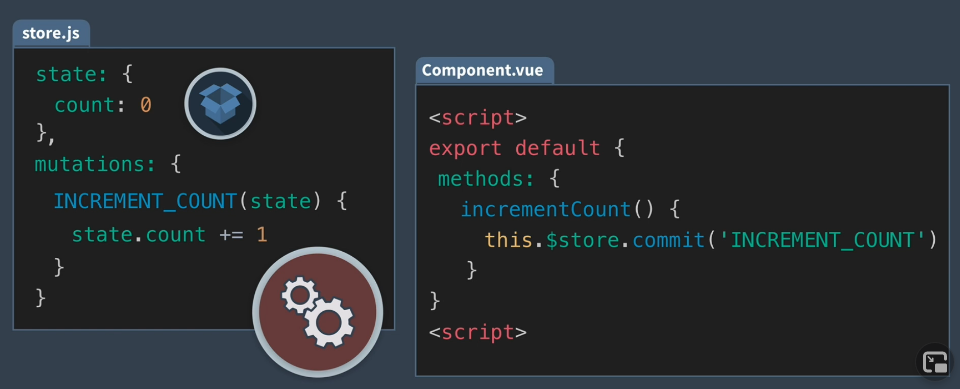 store.js
state: {
count: 0
},
mutations: {
INCREMENT_COUNT(state) {
state.count += 1
}
}
Component.vue
<script>
export default {
methods: {
incrementCount() {
this.$store.commit('INCREMENT_COUNT')
}
}
<script>